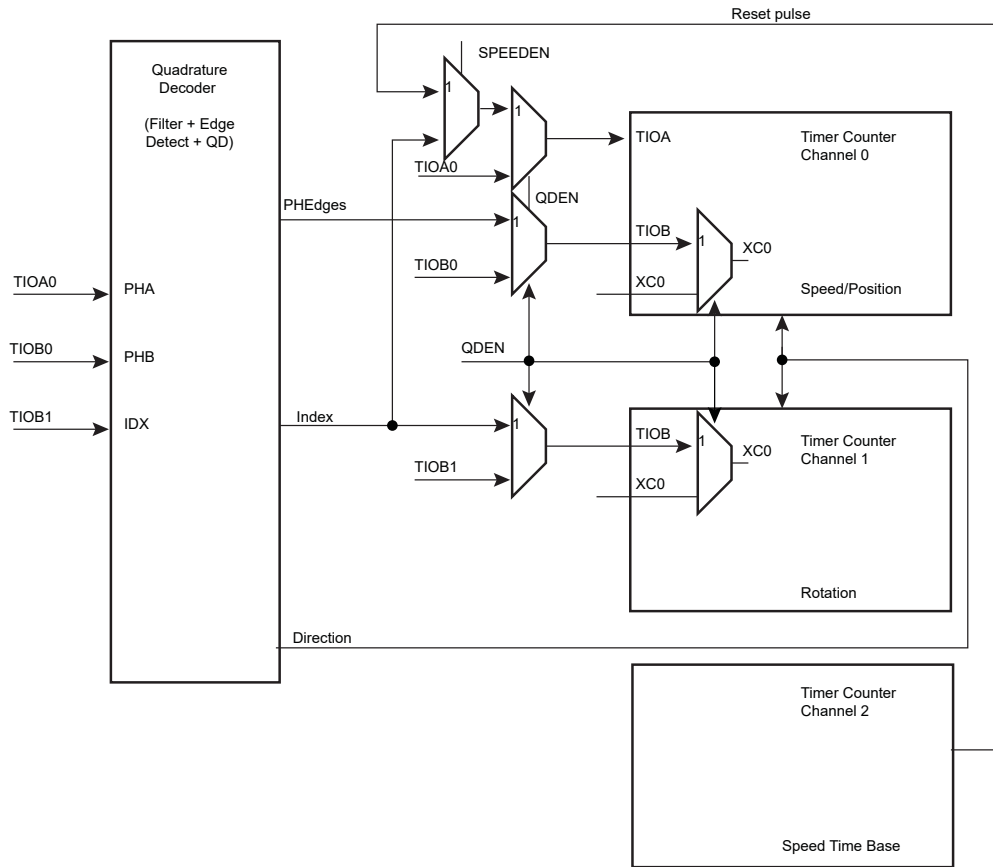 Reset pulse
SPEEDEN
Quadrature
Decoder
(Filter + Edge
Detect + QD)
1
1
TIOA
Timer Counter
Channel 0
TIOA0
QDEN
PHEdges
1
TIOB
1
XC0
TIOB0
XC0
Speed/Position
TIOA0
PHA
TIOB0
PHB
QDEN
TIOB1
IDX
Index
1
TIOB
1
XC0
Timer Counter
Channel 1
TIOB1
XC0
Rotation
Direction
Timer Counter
Channel 2
Speed Time Base